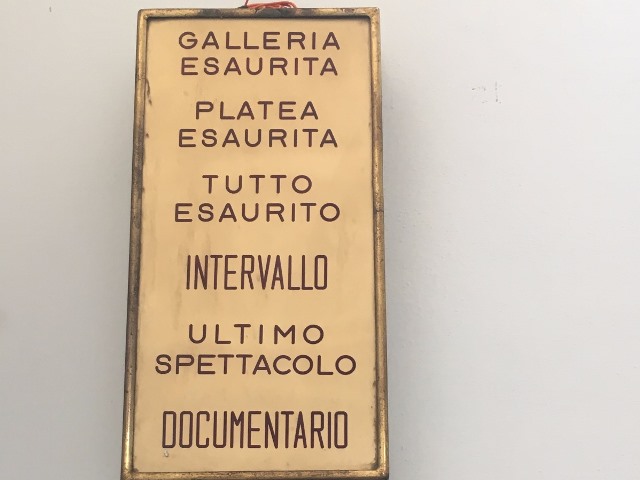 GALLERIA
ESAURITA
PLATEA
ESAURITA
TUTTO
ESAURITO
INTERVALLO
ULTIMO
SPETTACOLO
DOCUMENTARIO